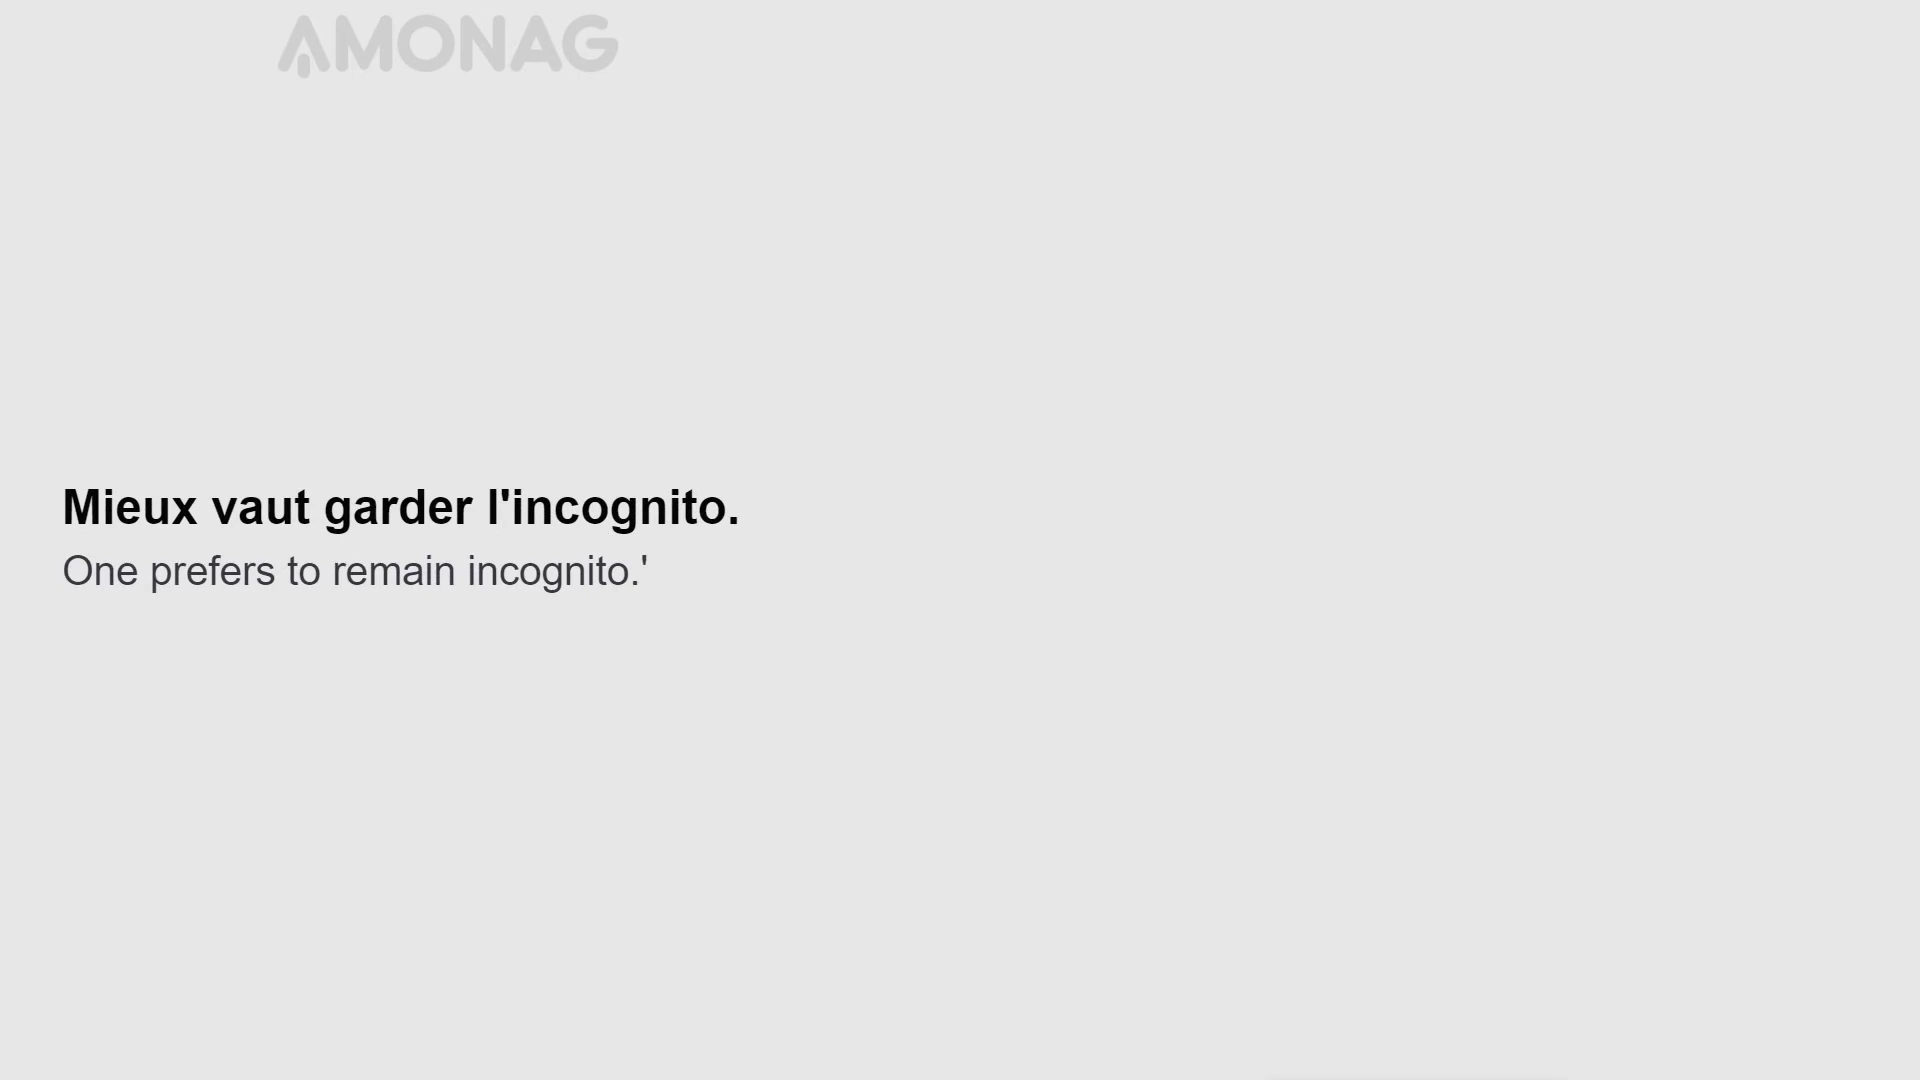 AMONAG
Mieux vaut garder l'incognito.
One prefers to remain incognito.'